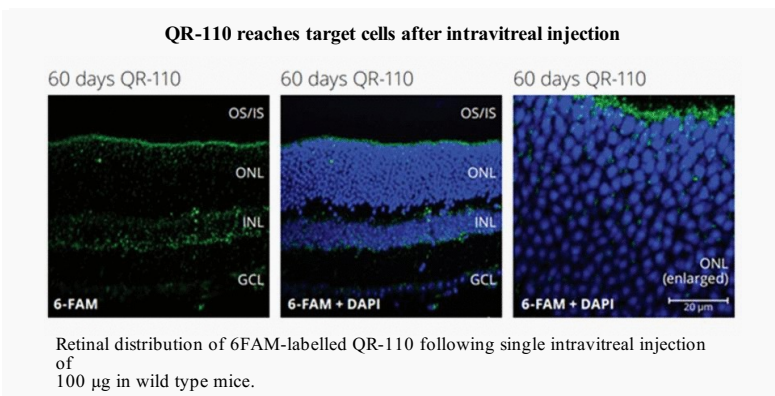 QR-110 reaches target cells after intravitreal injection
60 days QR-110
60 days QR-110
60 days QR-110
OS/IS
ONL
INL
GCL
6-FAM
OS/IS
ONL
INL
GCL
6-FAM + DAPI
ONL
(enlarged)
6-FAM + DAPI
20 µm
Retinal distribution of 6FAM-labelled QR-110 following single intravitreal injection
of
100 µg in wild type mice.